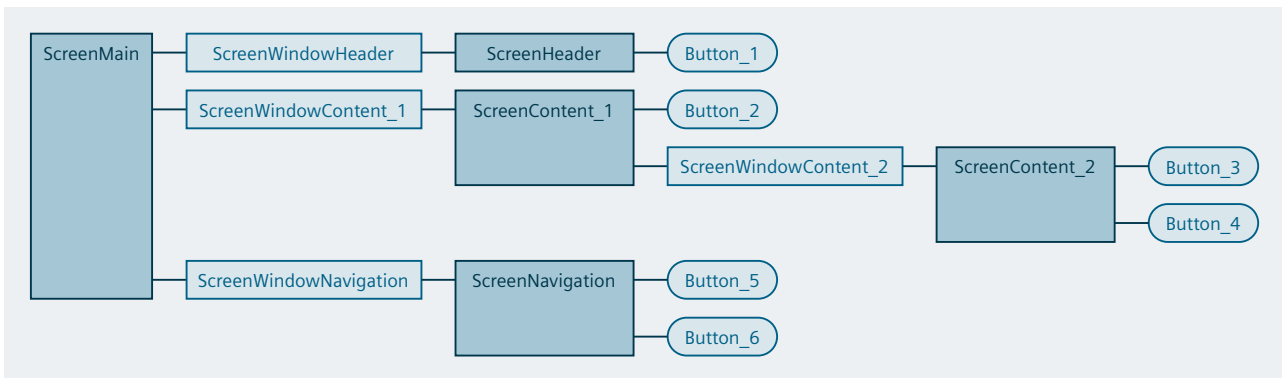 ScreenMain
ScreenWindowHeader
ScreenHeader
Button_1
ScreenWindowContent_1
ScreenContent_1
Button_2
ScreenWindowContent_2
ScreenContent_2
Button_3
Button_4
ScreenWindowNavigation
ScreenNavigation
Button_5
Button_6